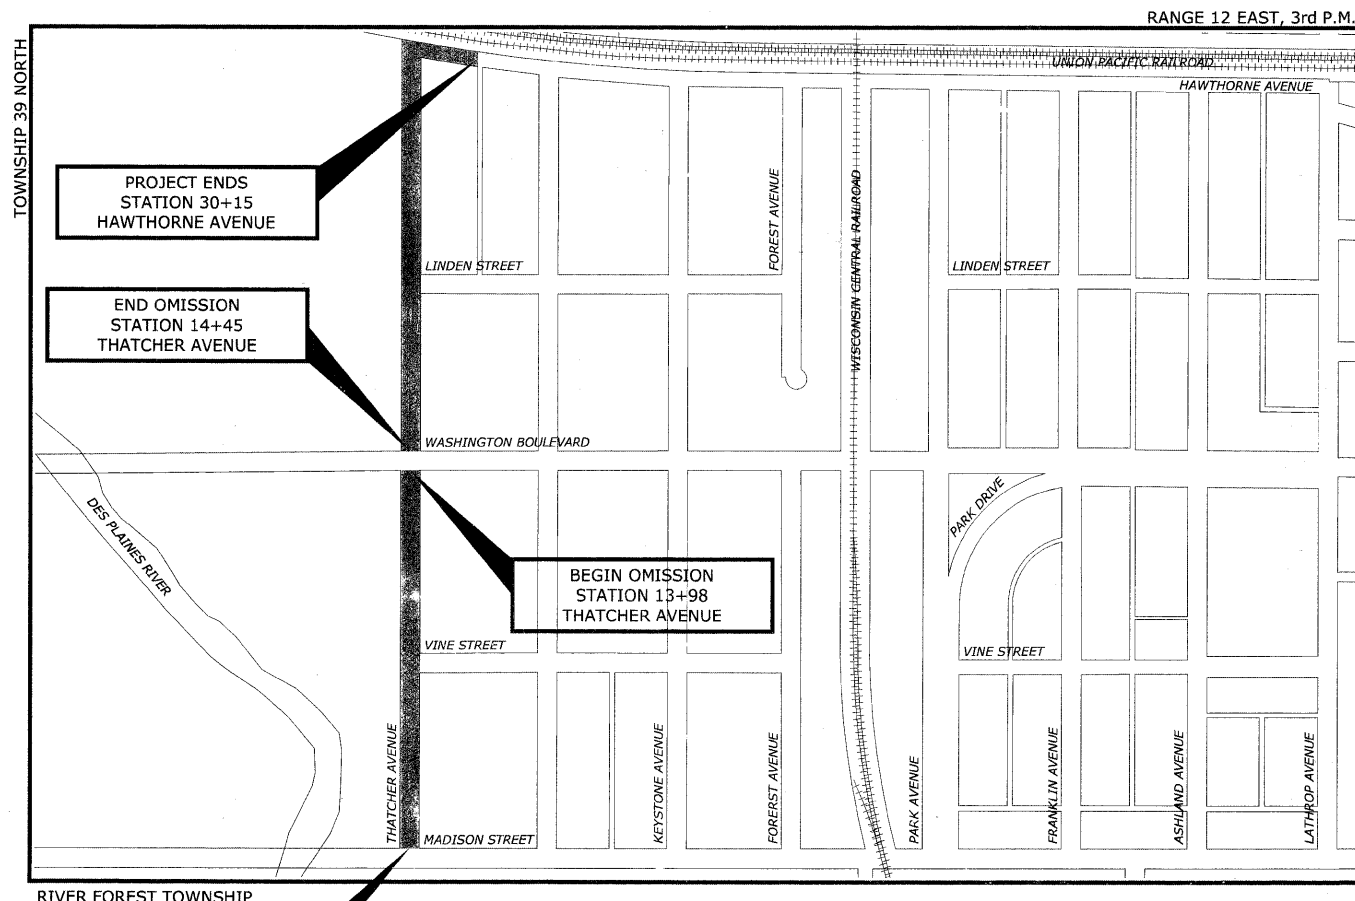 RANGE 12 EAST, 3rd P.M.
TOWNSHIP 39 NORTH
UNION PACIFIC RAILROAD
HAWTHORNE AVENUE
PROJECT ENDS
STATION 30+15
HAWTHORNE AVENUE
FOREST AVENUE
WISCONSIN CENTRAL RAILROAD
LINDEN STREET
LINDEN STREET
END OMISSION
STATION 14+45
THATCHER AVENUE
WASHINGTON BOULEVARD
DES PLAINES RIVER
PARK DRIVE
BEGIN OMISSION
STATION 13+98
THATCHER AVENUE
VINE STREET
VINE STREET
THATCHER AVENUE
KEYSTONE AVENUE
FORERST AVENUE
PARK AVENUE
FRANKLIN AVENUE
ASHLAND AVENUE
LATHROP AVENUE
MADISON STREET
RIVER FOREST TOWNSHIP